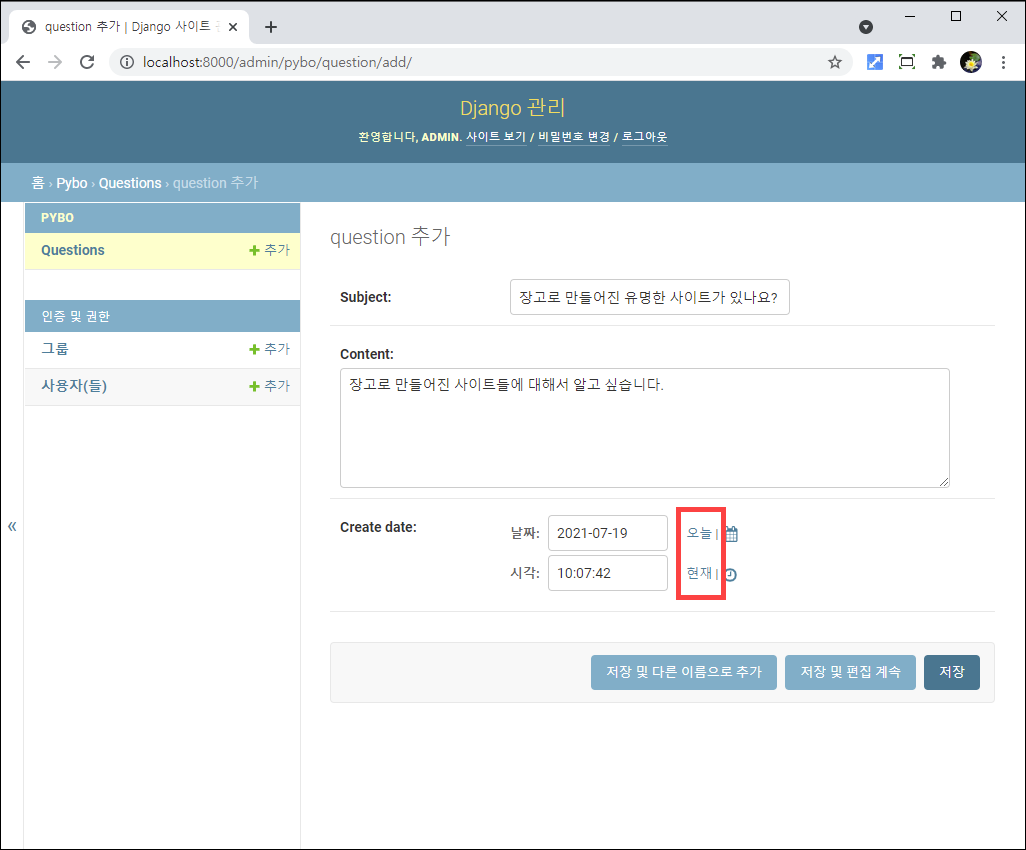 question 추가 | Django 사이트
localhost:8000/admin/pybo/question/add/
Django 관리
환영합니다, ADMIN. 사이트 보기 / 비밀번호 변경 / 로그아웃
홈 › Pybo › Questions › question 추가
PYBO
Questions 추가
인증 및 권한
그룹 추가
사용자(들) 추가
«
question 추가
Subject: 장고로 만들어진 유명한 사이트가 있나요?
Content:
장고로 만들어진 사이트들에 대해서 알고 싶습니다.
Create date: 날짜: 2021-07-19 오늘 |
시각: 10:07:42 현재 |
저장 및 다른 이름으로 추가 저장 및 편집 계속 저장